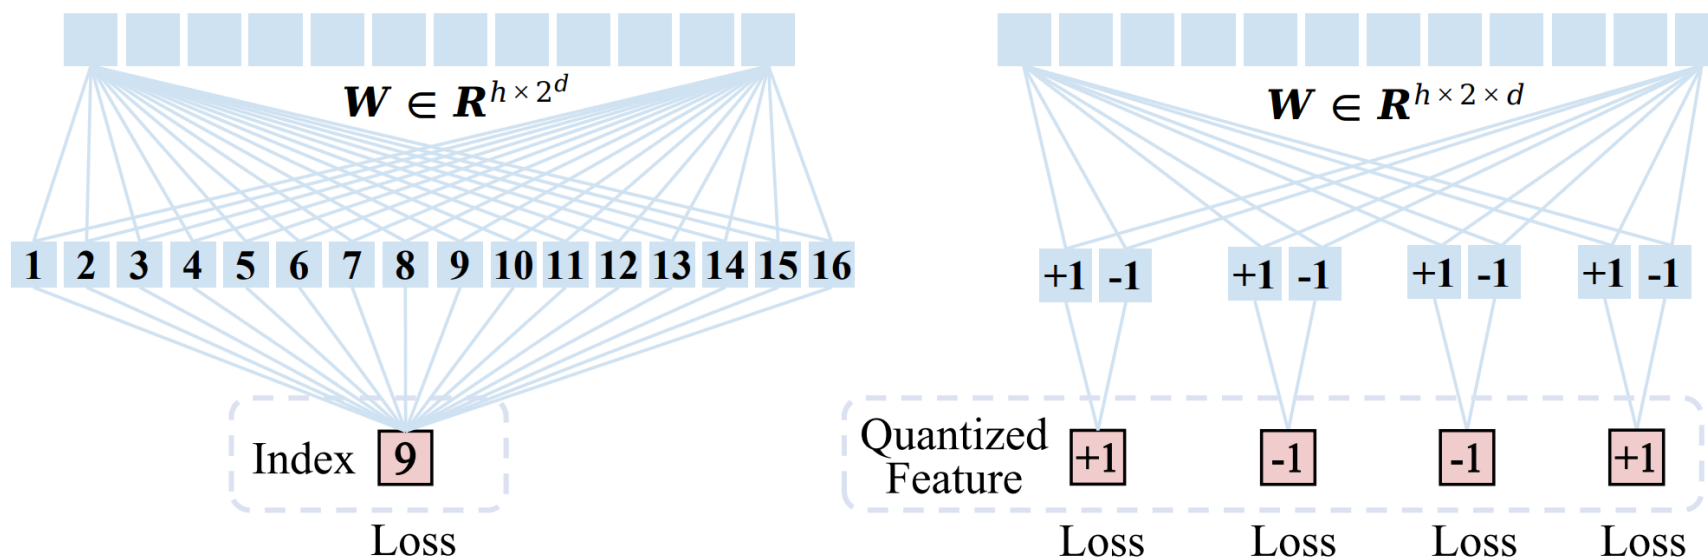 W ∈ R^{h × 2^d}
1 2 3 4 5 6 7 8 9 10 11 12 13 14 15 16
Index 9
Loss
W ∈ R^{h × 2 × d}
+1 -1 +1 -1 +1 -1 +1 -1
Quantized
Feature
+1 -1 -1 +1
Loss Loss Loss Loss